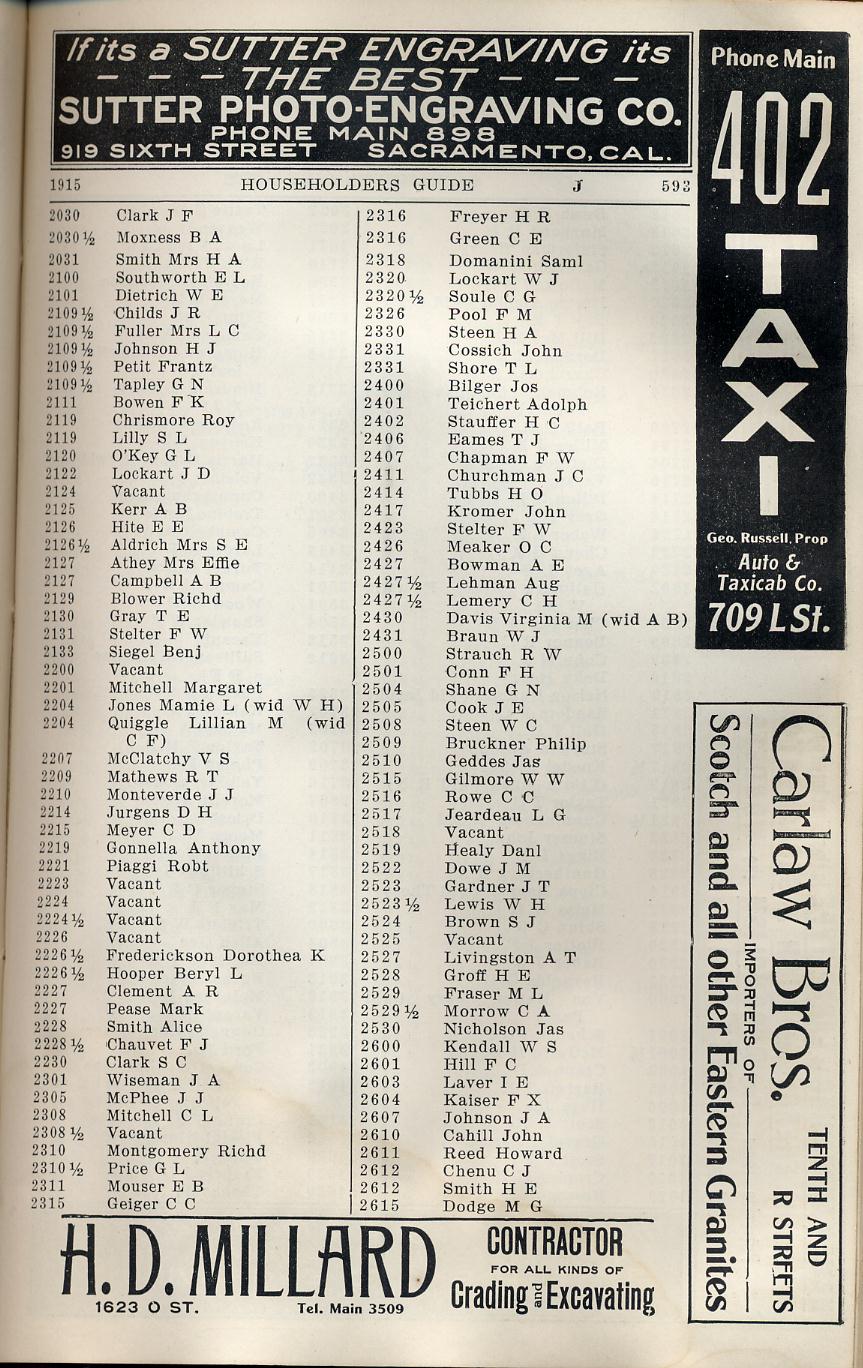 If its a SUTTER ENGRAVING its
- - - THE BEST - - -
SUTTER PHOTO-ENGRAVING CO.
PHONE MAIN 898
919 SIXTH STREET SACRAMENTO, CAL.
1915 HOUSEHOLDERS GUIDE J 593
2030 Clark J F
2030½ Moxness B A
2031 Smith Mrs H A
2100 Southworth E L
2101 Dietrich W E
2109½ Childs J R
2109½ Fuller Mrs L C
2109½ Johnson H J
2109½ Petit Frantz
2109½ Tapley G N
2111 Bowen F K
2119 Chrismore Roy
2119 Lilly S L
2120 O'Key G L
2122 Lockart J D
2124 Vacant
2125 Kerr A B
2126 Hite E E
2126½ Aldrich Mrs S E
2127 Athey Mrs Effie
2127 Campbell A B
2129 Blower Richd
2130 Gray T E
2131 Stelter F W
2133 Siegel Benj
2200 Vacant
2201 Mitchell Margaret
2204 Jones Mamie L (wid W H)
2204 Quiggle Lillian M (wid
C F)
2207 McClatchy V S
2209 Mathews R T
2210 Monteverde J J
2214 Jurgens D H
2215 Meyer C D
2219 Gonnella Anthony
2221 Piaggi Robt
2223 Vacant
2224 Vacant
2224½ Vacant
2226 Vacant
2226½ Frederickson Dorothea K
2226½ Hooper Beryl L
2227 Clement A R
2227 Pease Mark
2228 Smith Alice
2228½ Chauvet F J
2230 Clark S C
2301 Wiseman J A
2305 McPhee J J
2308 Mitchell C L
2308½ Vacant
2310 Montgomery Richd
2310½ Price G L
2311 Mouser E B
2315 Geiger C C
2316 Freyer H R
2316 Green C E
2318 Domanini Saml
2320 Lockart W J
2320½ Soule C G
2326 Pool F M
2330 Steen H A
2331 Cossich John
2331 Shore T L
2400 Bilger Jos
2401 Teichert Adolph
2402 Stauffer H C
2406 Eames T J
2407 Chapman F W
2411 Churchman J C
2414 Tubbs H O
2417 Kromer John
2423 Stelter F W
2426 Meaker O C
2427 Bowman A E
2427½ Lehman Aug
2427½ Lemery C H
2430 Davis Virginia M (wid A B)
2431 Braun W J
2500 Strauch R W
2501 Conn F H
2504 Shane G N
2505 Cook J E
2508 Steen W C
2509 Bruckner Philip
2510 Geddes Jas
2515 Gilmore W W
2516 Rowe C C
2517 Jeardeau L G
2518 Vacant
2519 Healy Danl
2522 Dowe J M
2523 Gardner J T
2523½ Lewis W H
2524 Brown S J
2525 Vacant
2527 Livingston A T
2528 Groff H E
2529 Fraser M L
2529½ Morrow C A
2530 Nicholson Jas
2600 Kendall W S
2601 Hill F C
2603 Laver I E
2604 Kaiser F X
2607 Johnson J A
2610 Cahill John
2611 Reed Howard
2612 Chenu C J
2612 Smith H E
2615 Dodge M G
Phone Main
402
TAXI
Geo. Russell, Prop
Auto &
Taxicab Co.
709 L St.
Carlaw Bros.
TENTH AND
R STREETS
IMPORTERS OF
Scotch and all other Eastern Granites
H. D. MILLARD
1623 O ST. Tel. Main 3509
CONTRACTOR
FOR ALL KINDS OF
Grading and Excavating